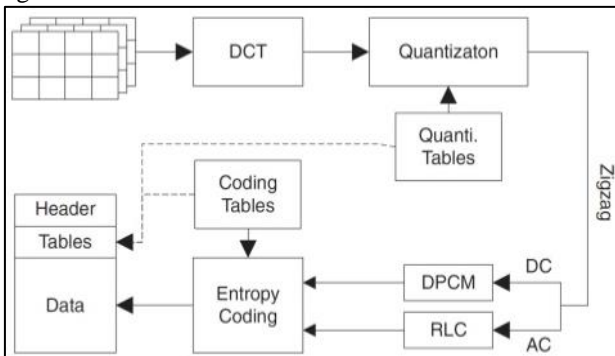 DCT
Quantizaton
Quanti.
Tables
Zigzag
Coding
Tables
Header
Tables
Data
Entropy
Coding
DPCM
DC
RLC
AC